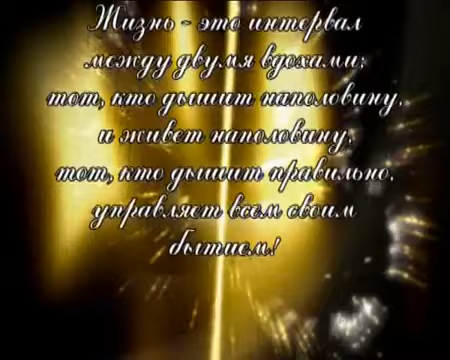 Жизнь - это интервал
между двумя вдохами;
тот, кто дышит наполовину,
и живет наполовину,
тот, кто дышит правильно,
управляет всем своим
бытием!